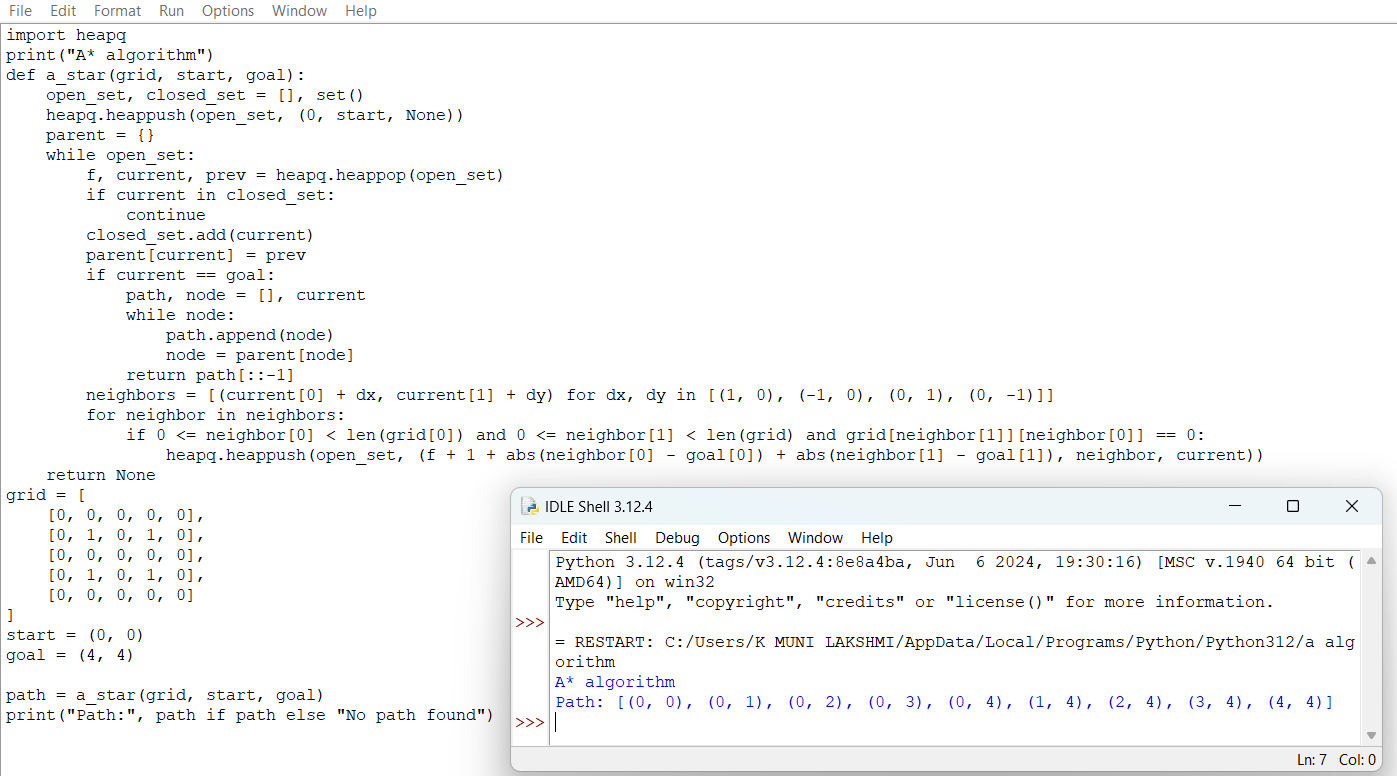 File Edit Format Run Options Window Help
import heapq
print("A* algorithm")
def a_star(grid, start, goal):
    open_set, closed_set = [], set()
    heapq.heappush(open_set, (0, start, None))
    parent = {}
    while open_set:
        f, current, prev = heapq.heappop(open_set)
        if current in closed_set:
            continue
        closed_set.add(current)
        parent[current] = prev
        if current == goal:
            path, node = [], current
            while node:
                path.append(node)
                node = parent[node]
            return path[::-1]
        neighbors = [(current[0] + dx, current[1] + dy) for dx, dy in [(1, 0), (-1, 0), (0, 1), (0, -1)]]
        for neighbor in neighbors:
            if 0 <= neighbor[0] < len(grid[0]) and 0 <= neighbor[1] < len(grid) and grid[neighbor[1]][neighbor[0]] == 0:
                heapq.heappush(open_set, (f + 1 + abs(neighbor[0] - goal[0]) + abs(neighbor[1] - goal[1]), neighbor, current))
    return None
grid = [
    [0, 0, 0, 0, 0],
    [0, 1, 0, 1, 0],
    [0, 0, 0, 0, 0],
    [0, 1, 0, 1, 0],
    [0, 0, 0, 0, 0]
]
start = (0, 0)
goal = (4, 4)
path = a_star(grid, start, goal)
print("Path:", path if path else "No path found")
IDLE Shell 3.12.4
File Edit Shell Debug Options Window Help
Python 3.12.4 (tags/v3.12.4:8e8a4ba, Jun  6 2024, 19:30:16) [MSC v.1940 64 bit (
AMD64)] on win32
Type "help", "copyright", "credits" or "license()" for more information.
>>>
= RESTART: C:/Users/K MUNI LAKSHMI/AppData/Local/Programs/Python/Python312/a alg
orithm
A* algorithm
Path: [(0, 0), (0, 1), (0, 2), (0, 3), (0, 4), (1, 4), (2, 4), (3, 4), (4, 4)]
>>>
Ln: 7 Col: 0